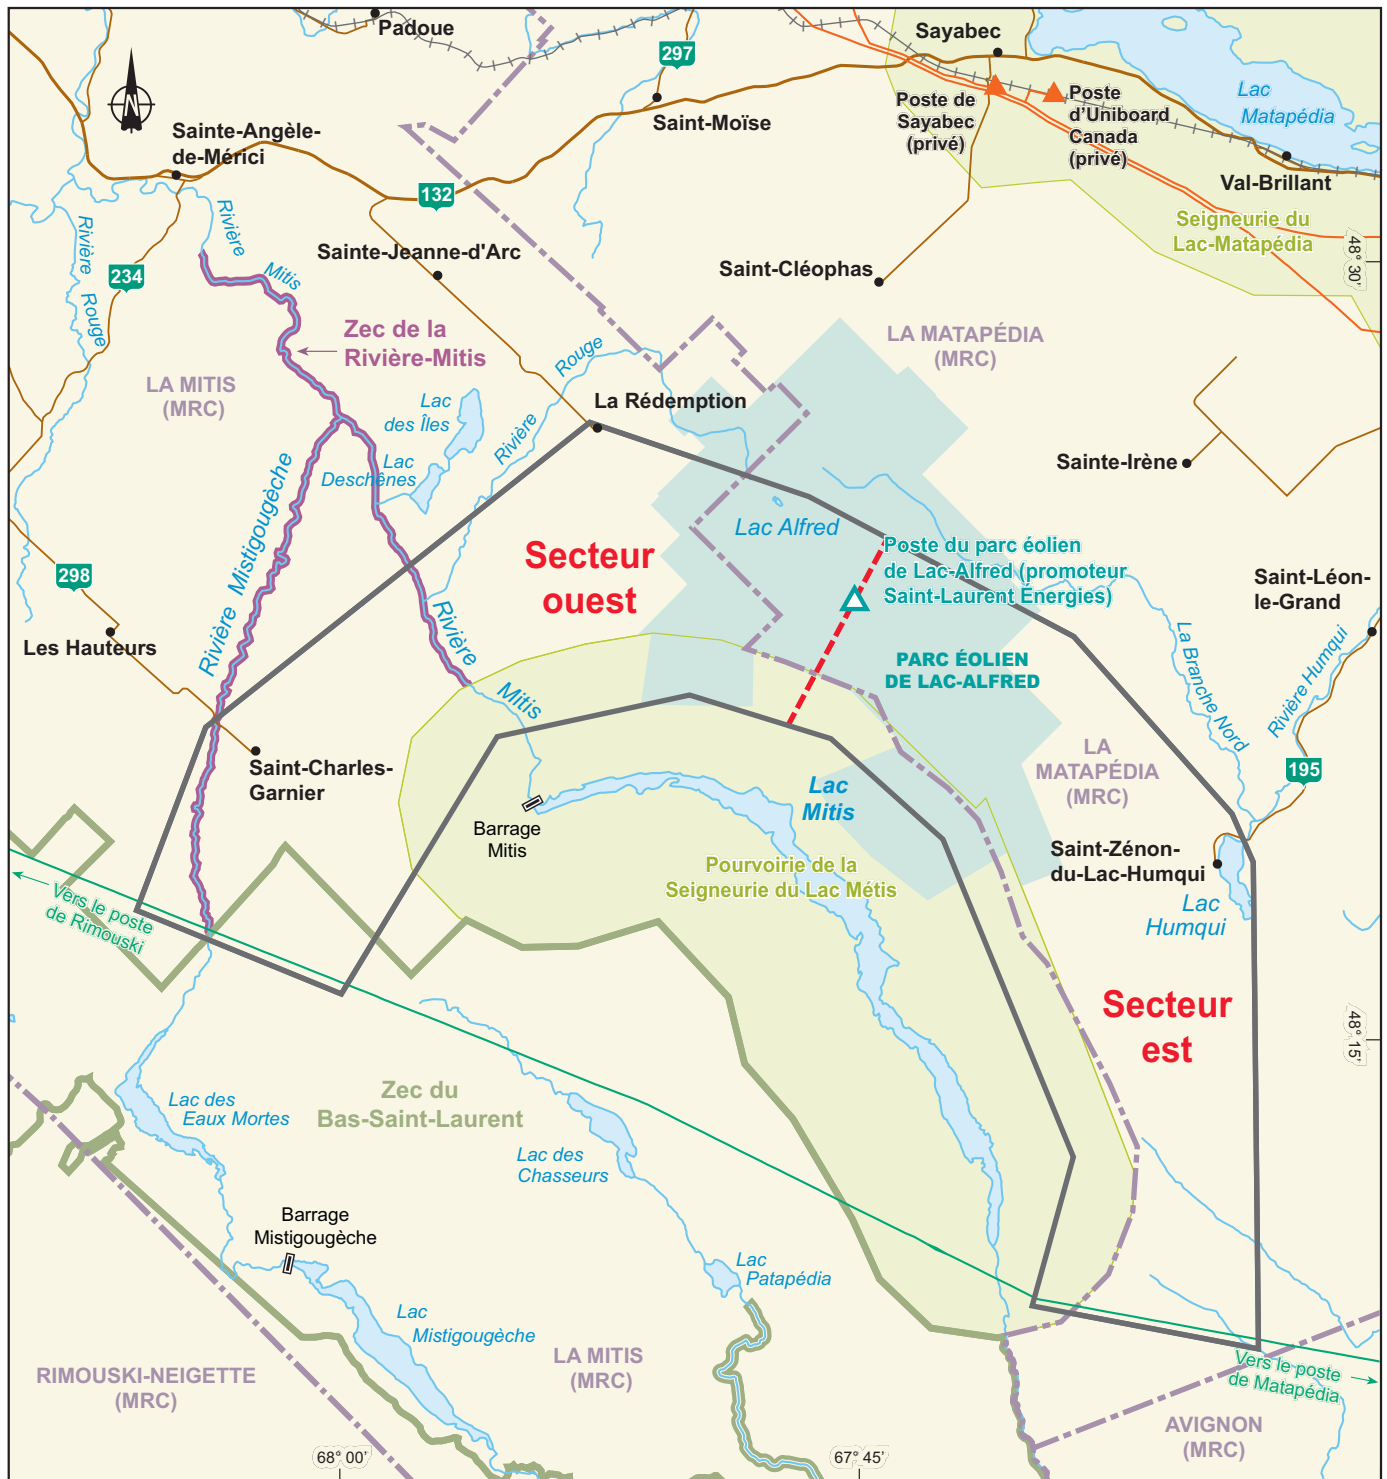 Padoue
297
Sayabec
Lac
Matapédia
Poste de
Sayabec
(privé)
Poste
d'Uniboard
Canada
(privé)
Saint-Moïse
N
Sainte-Angèle-
de-Mérici
Val-Brillant
132
Seigneurie du
Lac-Matapédia
Rivière
Mitis
Rivière
Rouge
234
Sainte-Jeanne-d'Arc
Saint-Cléophas
48° 30'
Zec de la
Rivière-Mitis
LA MATAPÉDIA
(MRC)
LA MITIS
(MRC)
Rivière
Rouge
Lac
des Îles
La Rédemption
Lac
Deschênes
Sainte-Irène
Rivière Mistigougèche
Lac Alfred
Secteur
ouest
Poste du parc éolien
de Lac-Alfred (promoteur
Saint-Laurent Énergies)
298
Saint-Léon-
le-Grand
Les Hauteurs
Rivière
Mitis
La Branche Nord
Rivière Humqui
PARC ÉOLIEN
DE LAC-ALFRED
Saint-Charles-
Garnier
LA
MATAPÉDIA
(MRC)
195
Lac
Mitis
Barrage
Mitis
Saint-Zénon-
du-Lac-Humqui
Pourvoirie de la
Seigneurie du Lac Métis
Vers le poste
de Rimouski
Lac
Humqui
Secteur
est
48° 15'
Zec du
Bas-Saint-Laurent
Lac des
Eaux Mortes
Lac des
Chasseurs
Barrage
Mistigougèche
Lac
Patapédia
Lac
Mistigougèche
RIMOUSKI-NEIGETTE
(MRC)
LA MITIS
(MRC)
Vers le poste
de Matapédia
AVIGNON
(MRC)
68° 00'
67° 45'